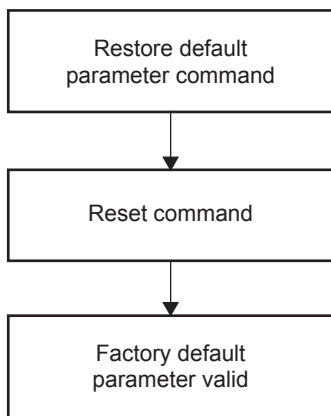 Restore default
parameter command
Reset command
Factory default
parameter valid